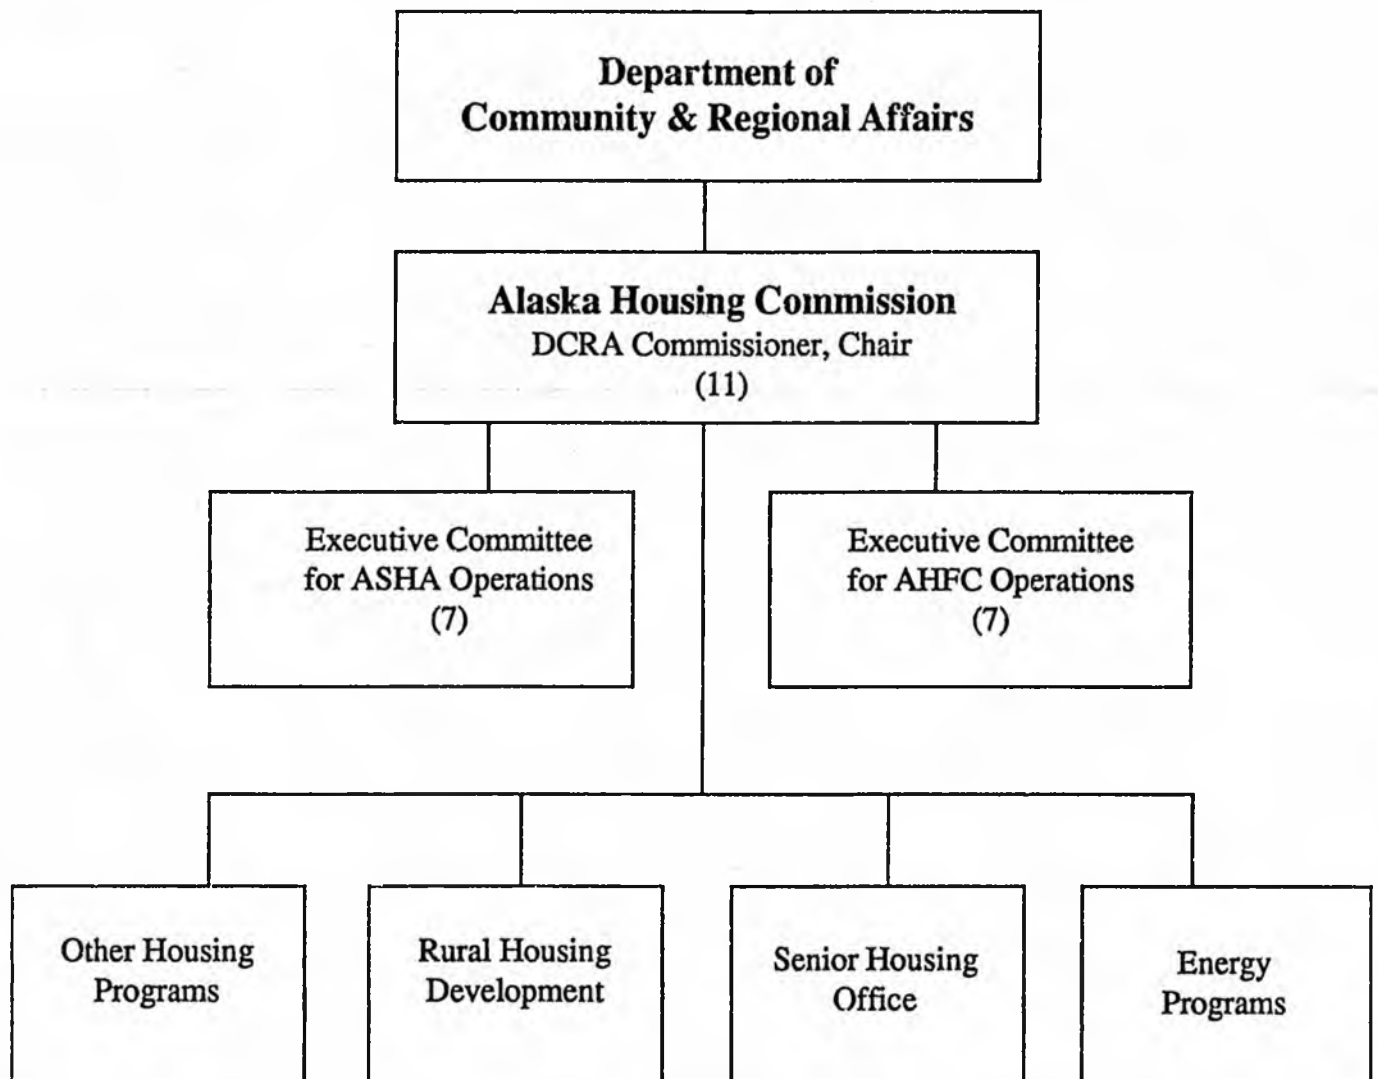 Department of
Community & Regional Affairs
Alaska Housing Commission
DCRA Commissioner, Chair
(11)
Executive Committee
for ASHA Operations
(7)
Executive Committee
for AHFC Operations
(7)
Other Housing
Programs
Rural Housing
Development
Senior Housing
Office
Energy
Programs